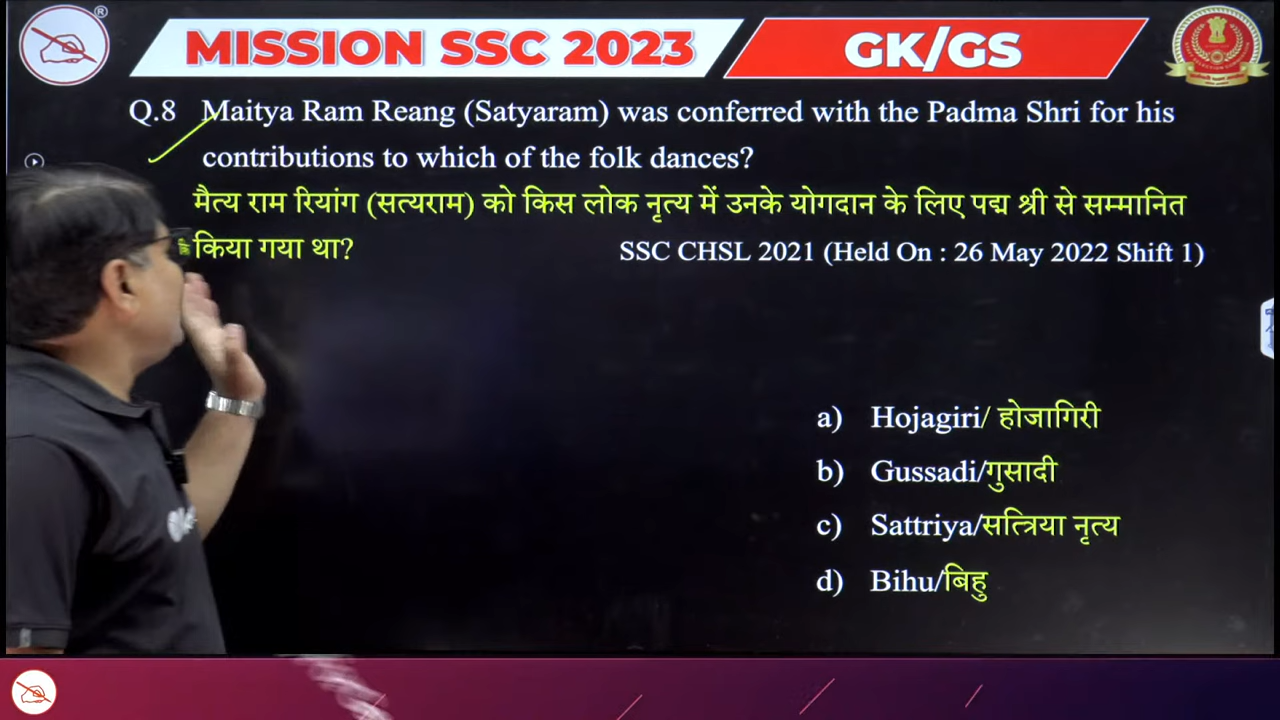 MISSION SSC 2023
GK/GS
Q.8 Maitya Ram Reang (Satyaram) was conferred with the Padma Shri for his
contributions to which of the folk dances?
मैत्य राम रियांग (सत्यराम) को किस लोक नृत्य में उनके योगदान के लिए पद्म श्री से सम्मानित
किया गया था?
SSC CHSL 2021 (Held On : 26 May 2022 Shift 1)
a) Hojagiri/ होजागिरी
b) Gussadi/गुसादी
c) Sattriya/सत्त्रिया नृत्य
d) Bihu/बिहु